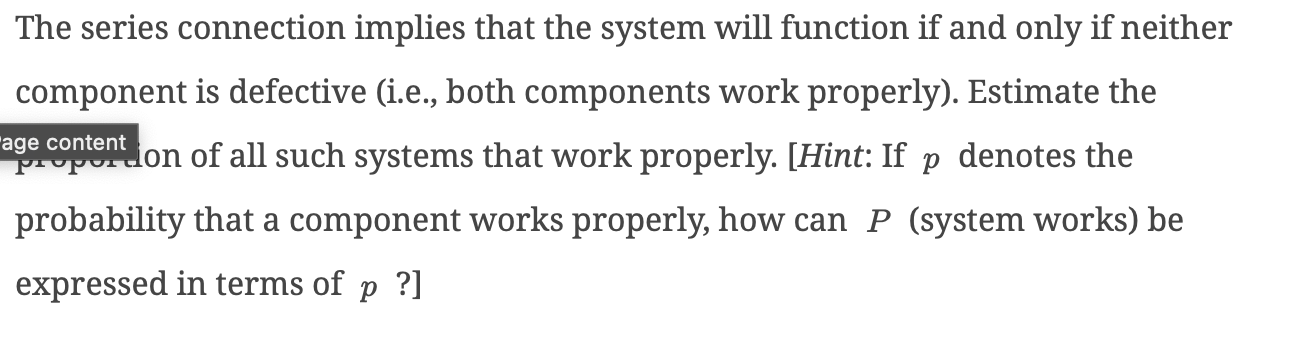 The series connection implies that the system will function if and only if neither
component is defective (i.e., both components work properly). Estimate the
age content
ion of all such systems that work properly. [Hint: If p denotes the
probability that a component works properly, how can P (system works) be
expressed in terms of p ?]